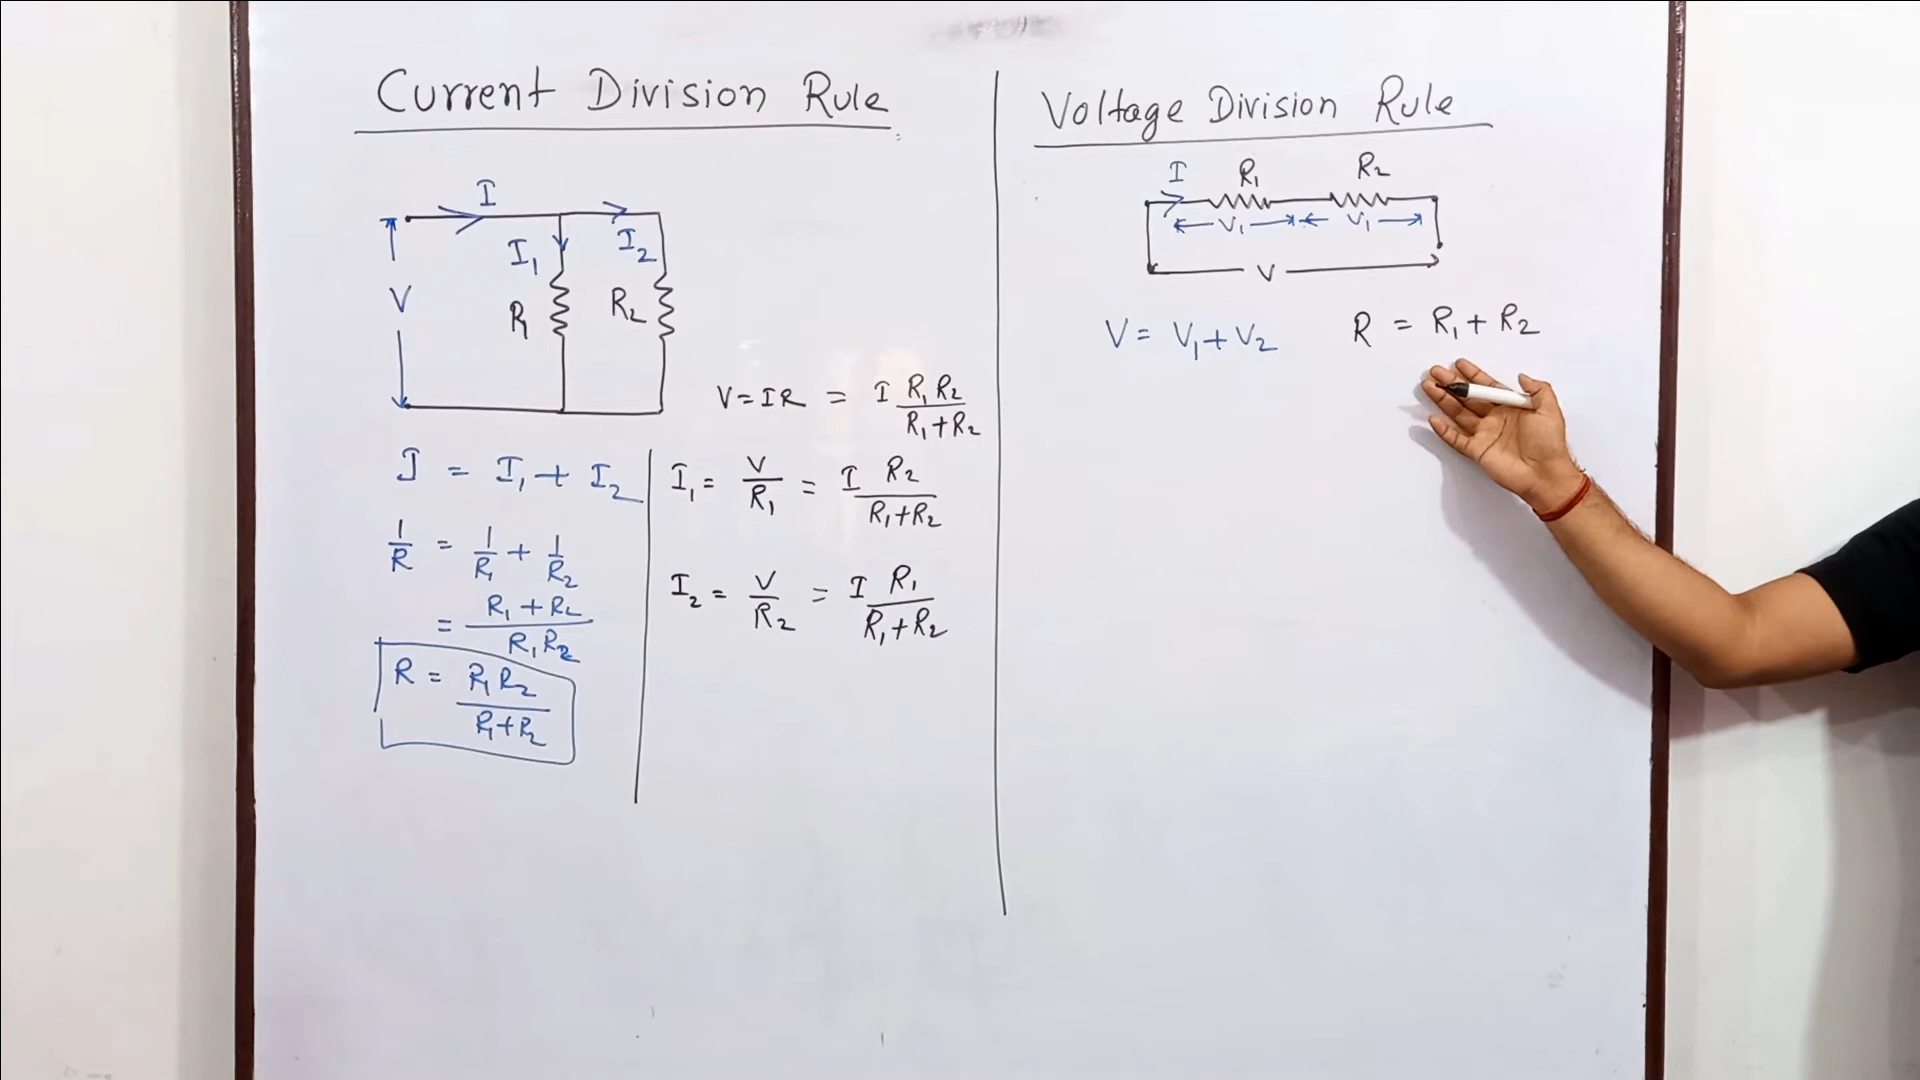 Current Division Rule
I
I₁
I₂
V
R₁
R₂
V = IR = I R₁R₂ / R₁+R₂
I = I₁ + I₂
1/R = 1/R₁ + 1/R₂
= R₁ + R₂ / R₁R₂
R = R₁R₂ / R₁+R₂
I₁ = V/R₁ = I R₂ / R₁+R₂
I₂ = V/R₂ = I R₁ / R₁+R₂
Voltage Division Rule
I R₁ R₂
V₁ V₁
V
V = V₁ + V₂ R = R₁ + R₂